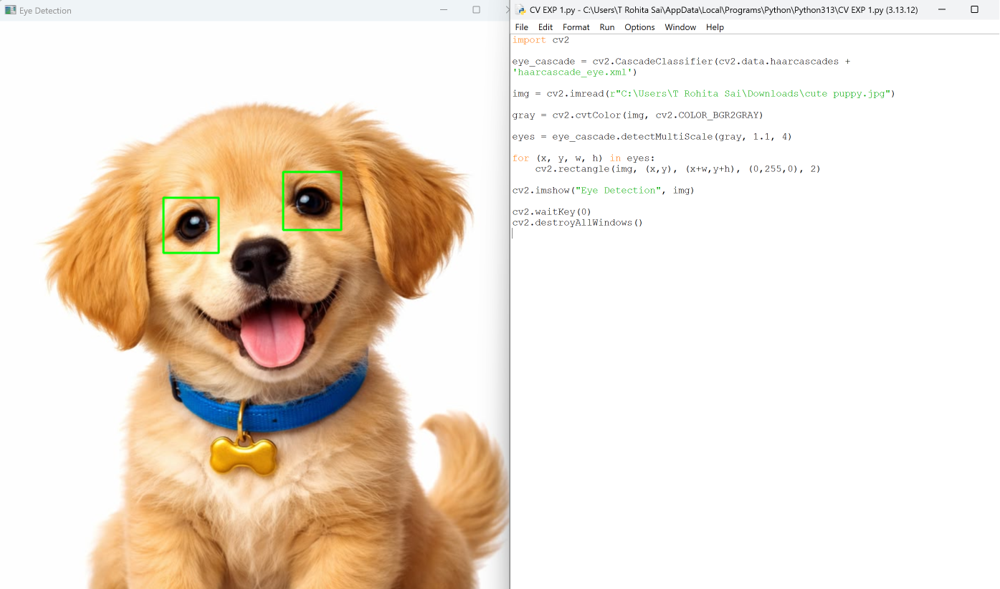 Eye Detection
CV EXP 1.py - C:\Users\T Rohita Sai\AppData\Local\Programs\Python\Python313\CV EXP 1.py (3.13.12)
File Edit Format Run Options Window Help
import cv2
eye_cascade = cv2.CascadeClassifier(cv2.data.haarcascades +
'haarcascade_eye.xml')
img = cv2.imread(r"C:\Users\T Rohita Sai\Downloads\cute puppy.jpg")
gray = cv2.cvtColor(img, cv2.COLOR_BGR2GRAY)
eyes = eye_cascade.detectMultiScale(gray, 1.1, 4)
for (x, y, w, h) in eyes:
    cv2.rectangle(img, (x,y), (x+w,y+h), (0,255,0), 2)
cv2.imshow("Eye Detection", img)
cv2.waitKey(0)
cv2.destroyAllWindows()